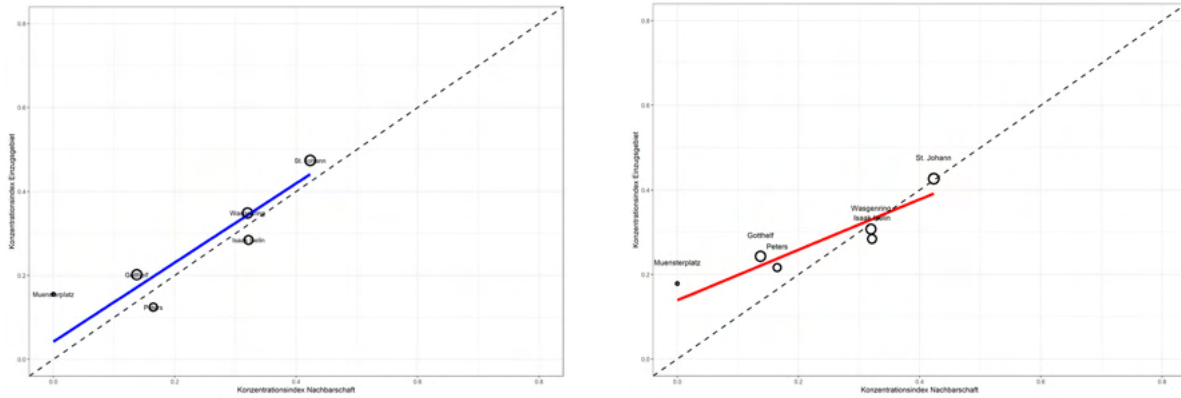 0.8
0.6
0.4
0.2
0.0
Konzentrationsindex Einzugsgebiet
St. Johann
Wasgenring
Isaak Iselin
Gotthelf
Muensterplatz
Peters
0.0
0.2
0.4
0.6
0.8
Konzentrationsindex Nachbarschaft
0.8
0.6
0.4
0.2
0.0
Konzentrationsindex Einzugsgebiet
St. Johann
Wasgenring
Isaak Iselin
Gotthelf
Peters
Muensterplatz
0.0
0.2
0.4
0.6
0.8
Konzentrationsindex Nachbarschaft